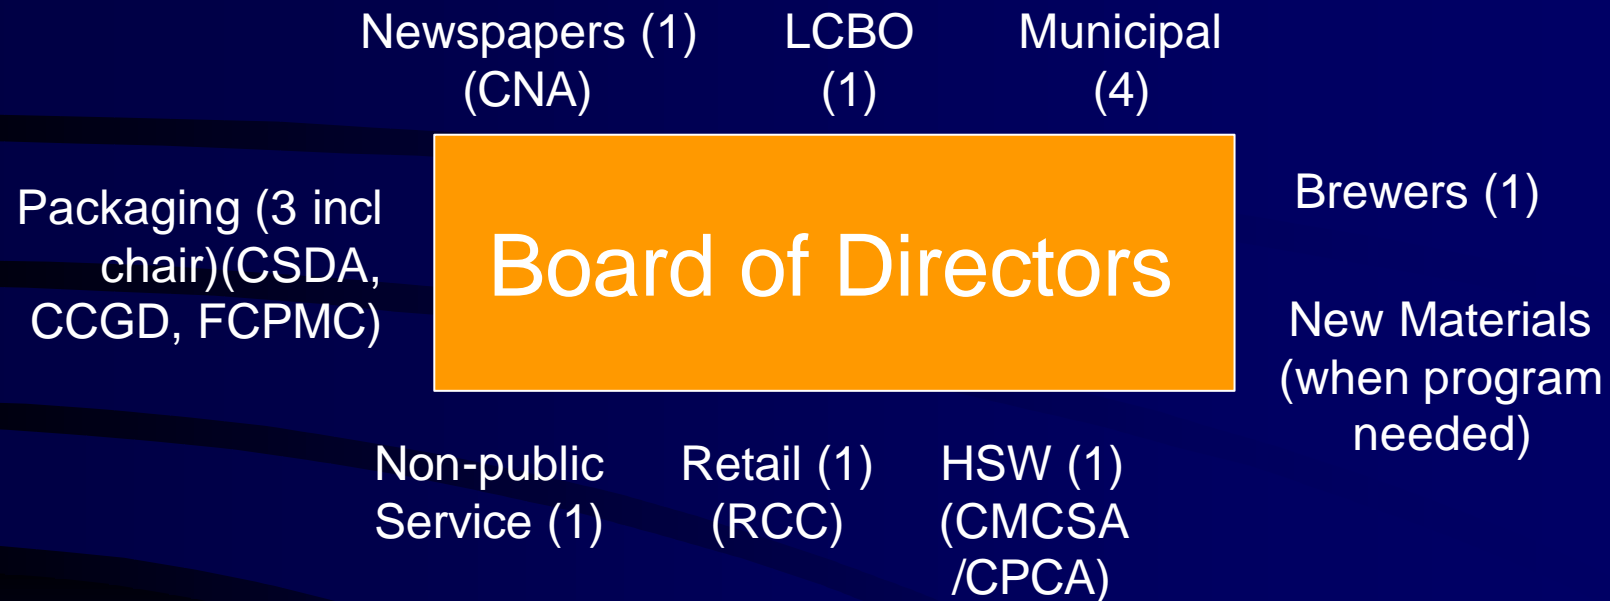 Newspapers (1)
(CNA)
LCBO
(1)
Municipal
(4)
Packaging (3 incl
chair)(CSDA,
CCGD, FCPMC)
Board of Directors
Brewers (1)
New Materials
(when program
needed)
Non-public
Service (1)
Retail (1)
(RCC)
HSW (1)
(CMCSA
/CPCA)